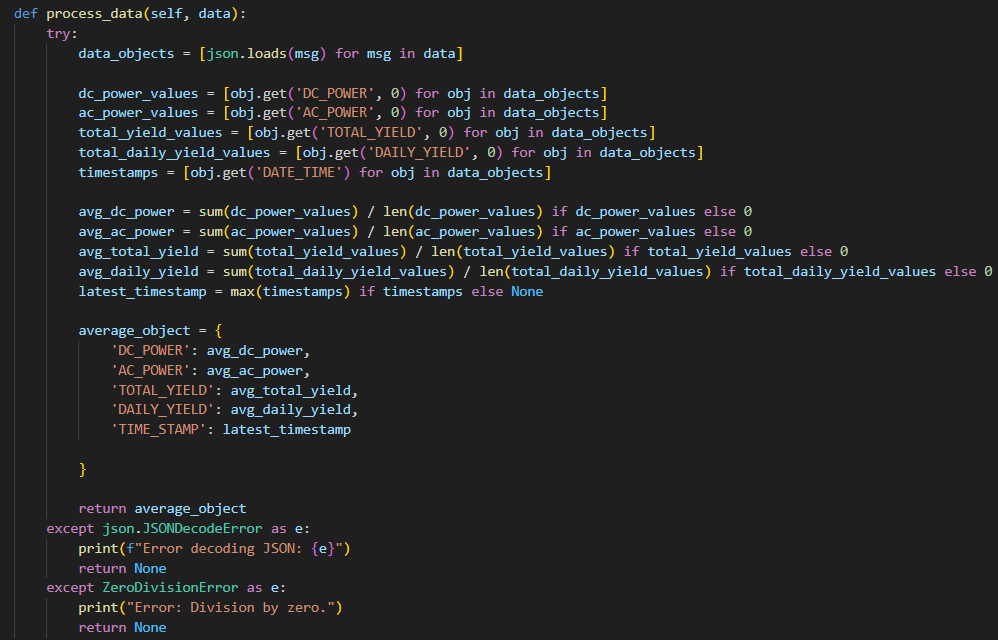 def process_data(self, data):
    try:
        data_objects = [json.loads(msg) for msg in data]

        dc_power_values = [obj.get('DC_POWER', 0) for obj in data_objects]
        ac_power_values = [obj.get('AC_POWER', 0) for obj in data_objects]
        total_yield_values = [obj.get('TOTAL_YIELD', 0) for obj in data_objects]
        total_daily_yield_values = [obj.get('DAILY_YIELD', 0) for obj in data_objects]
        timestamps = [obj.get('DATE_TIME') for obj in data_objects]

        avg_dc_power = sum(dc_power_values) / len(dc_power_values) if dc_power_values else 0
        avg_ac_power = sum(ac_power_values) / len(ac_power_values) if ac_power_values else 0
        avg_total_yield = sum(total_yield_values) / len(total_yield_values) if total_yield_values else 0
        avg_daily_yield = sum(total_daily_yield_values) / len(total_daily_yield_values) if total_daily_yield_values else 0
        latest_timestamp = max(timestamps) if timestamps else None

        average_object = {
            'DC_POWER': avg_dc_power,
            'AC_POWER': avg_ac_power,
            'TOTAL_YIELD': avg_total_yield,
            'DAILY_YIELD': avg_daily_yield,
            'TIME_STAMP': latest_timestamp

        }

        return average_object
    except json.JSONDecodeError as e:
        print(f"Error decoding JSON: {e}")
        return None
    except ZeroDivisionError as e:
        print("Error: Division by zero.")
        return None